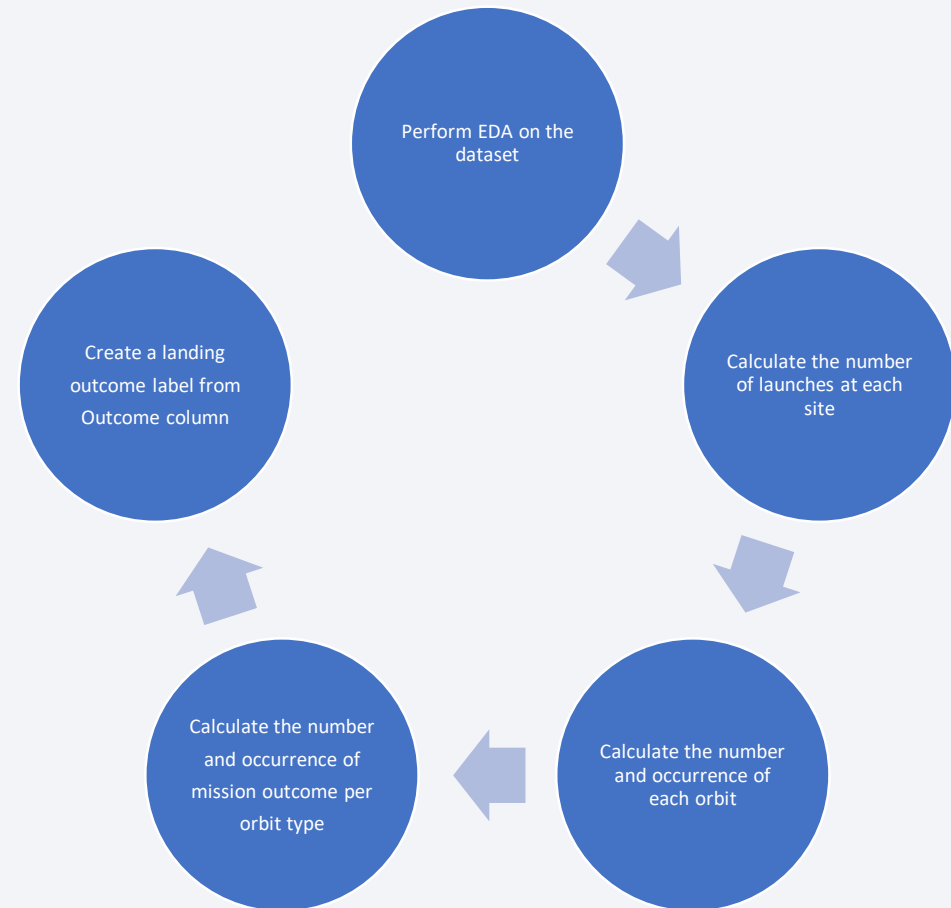 Perform EDA on the
dataset
Calculate the number
of launches at each
site
Calculate the number
and occurrence of
each orbit
Calculate the number
and occurrence of
mission outcome per
orbit type
Create a landing
outcome label from
Outcome column